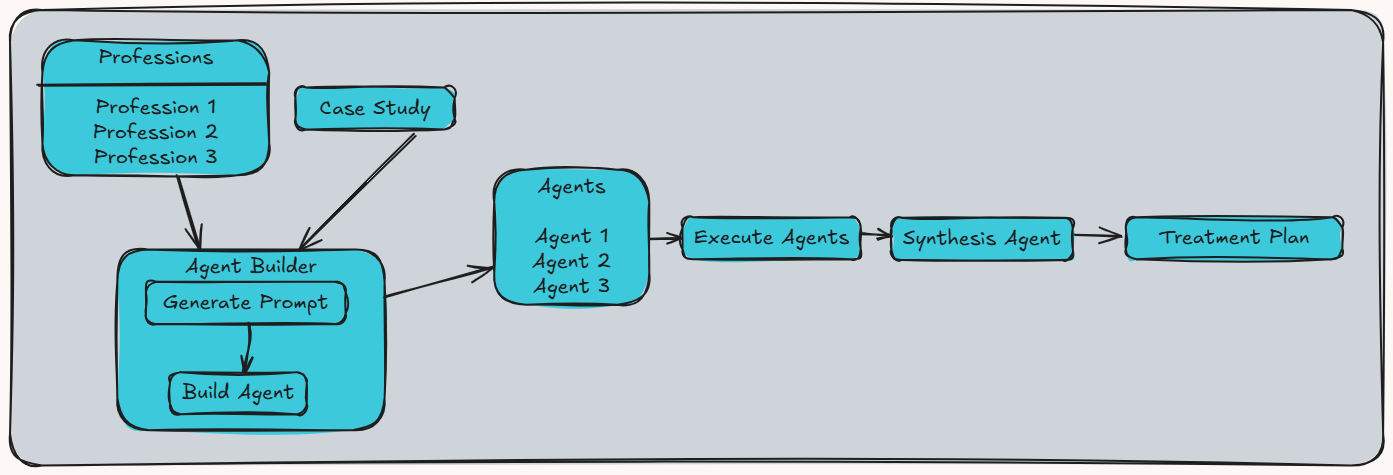 Professions
Profession 1
Profession 2
Profession 3
Case Study
Agent Builder
Generate Prompt
Build Agent
Agents
Agent 1
Agent 2
Agent 3
Execute Agents
Synthesis Agent
Treatment Plan